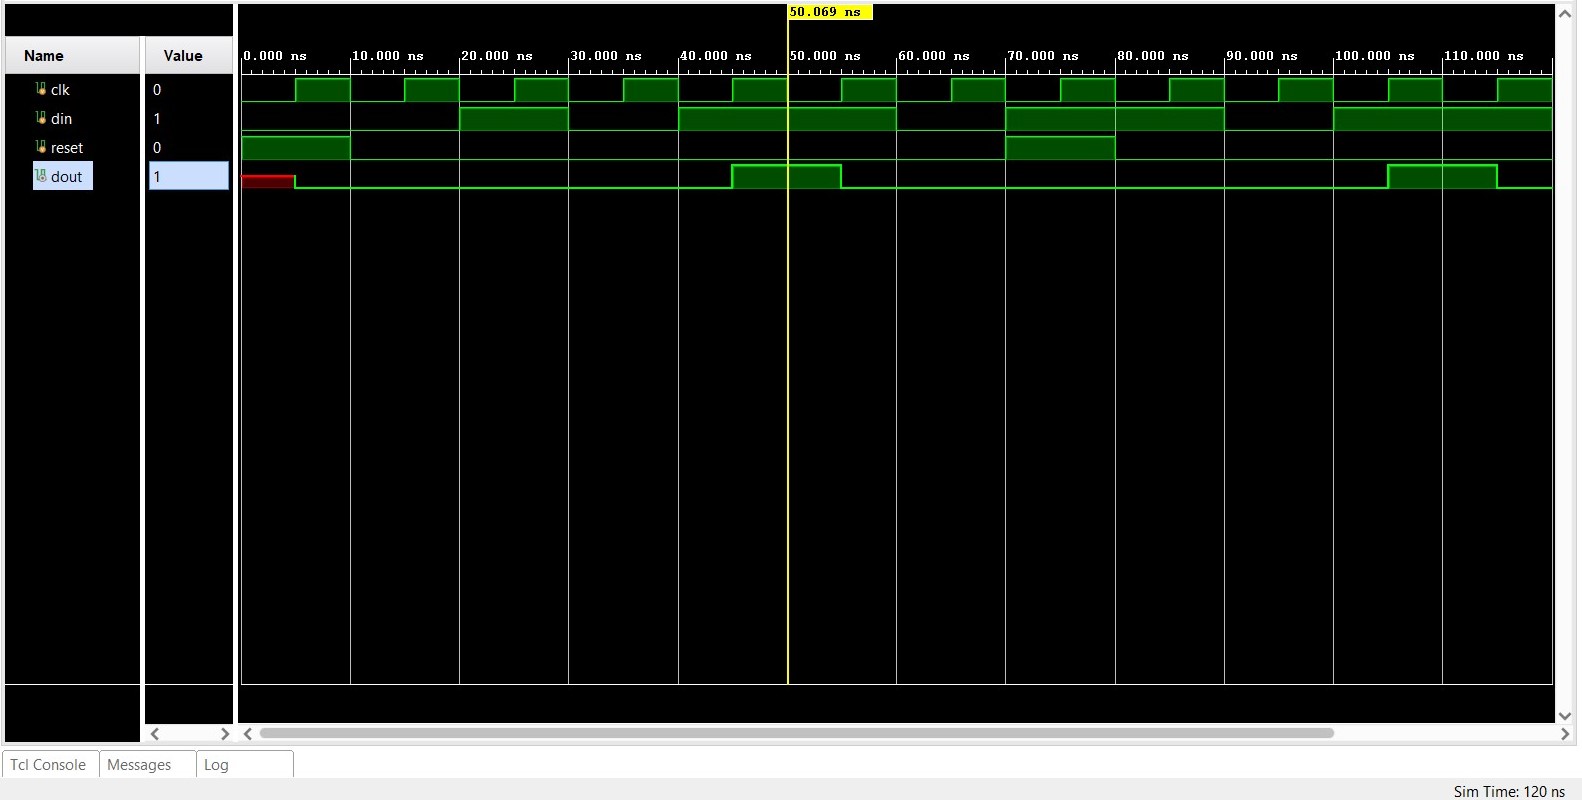 50.069 ns
Name Value 0.000 ns 10.000 ns 20.000 ns 30.000 ns 40.000 ns 50.000 ns 60.000 ns 70.000 ns 80.000 ns 90.000 ns 100.000 ns 110.000 ns
clk 0
din 1
reset 0
dout 1
Tcl Console Messages Log
Sim Time: 120 ns